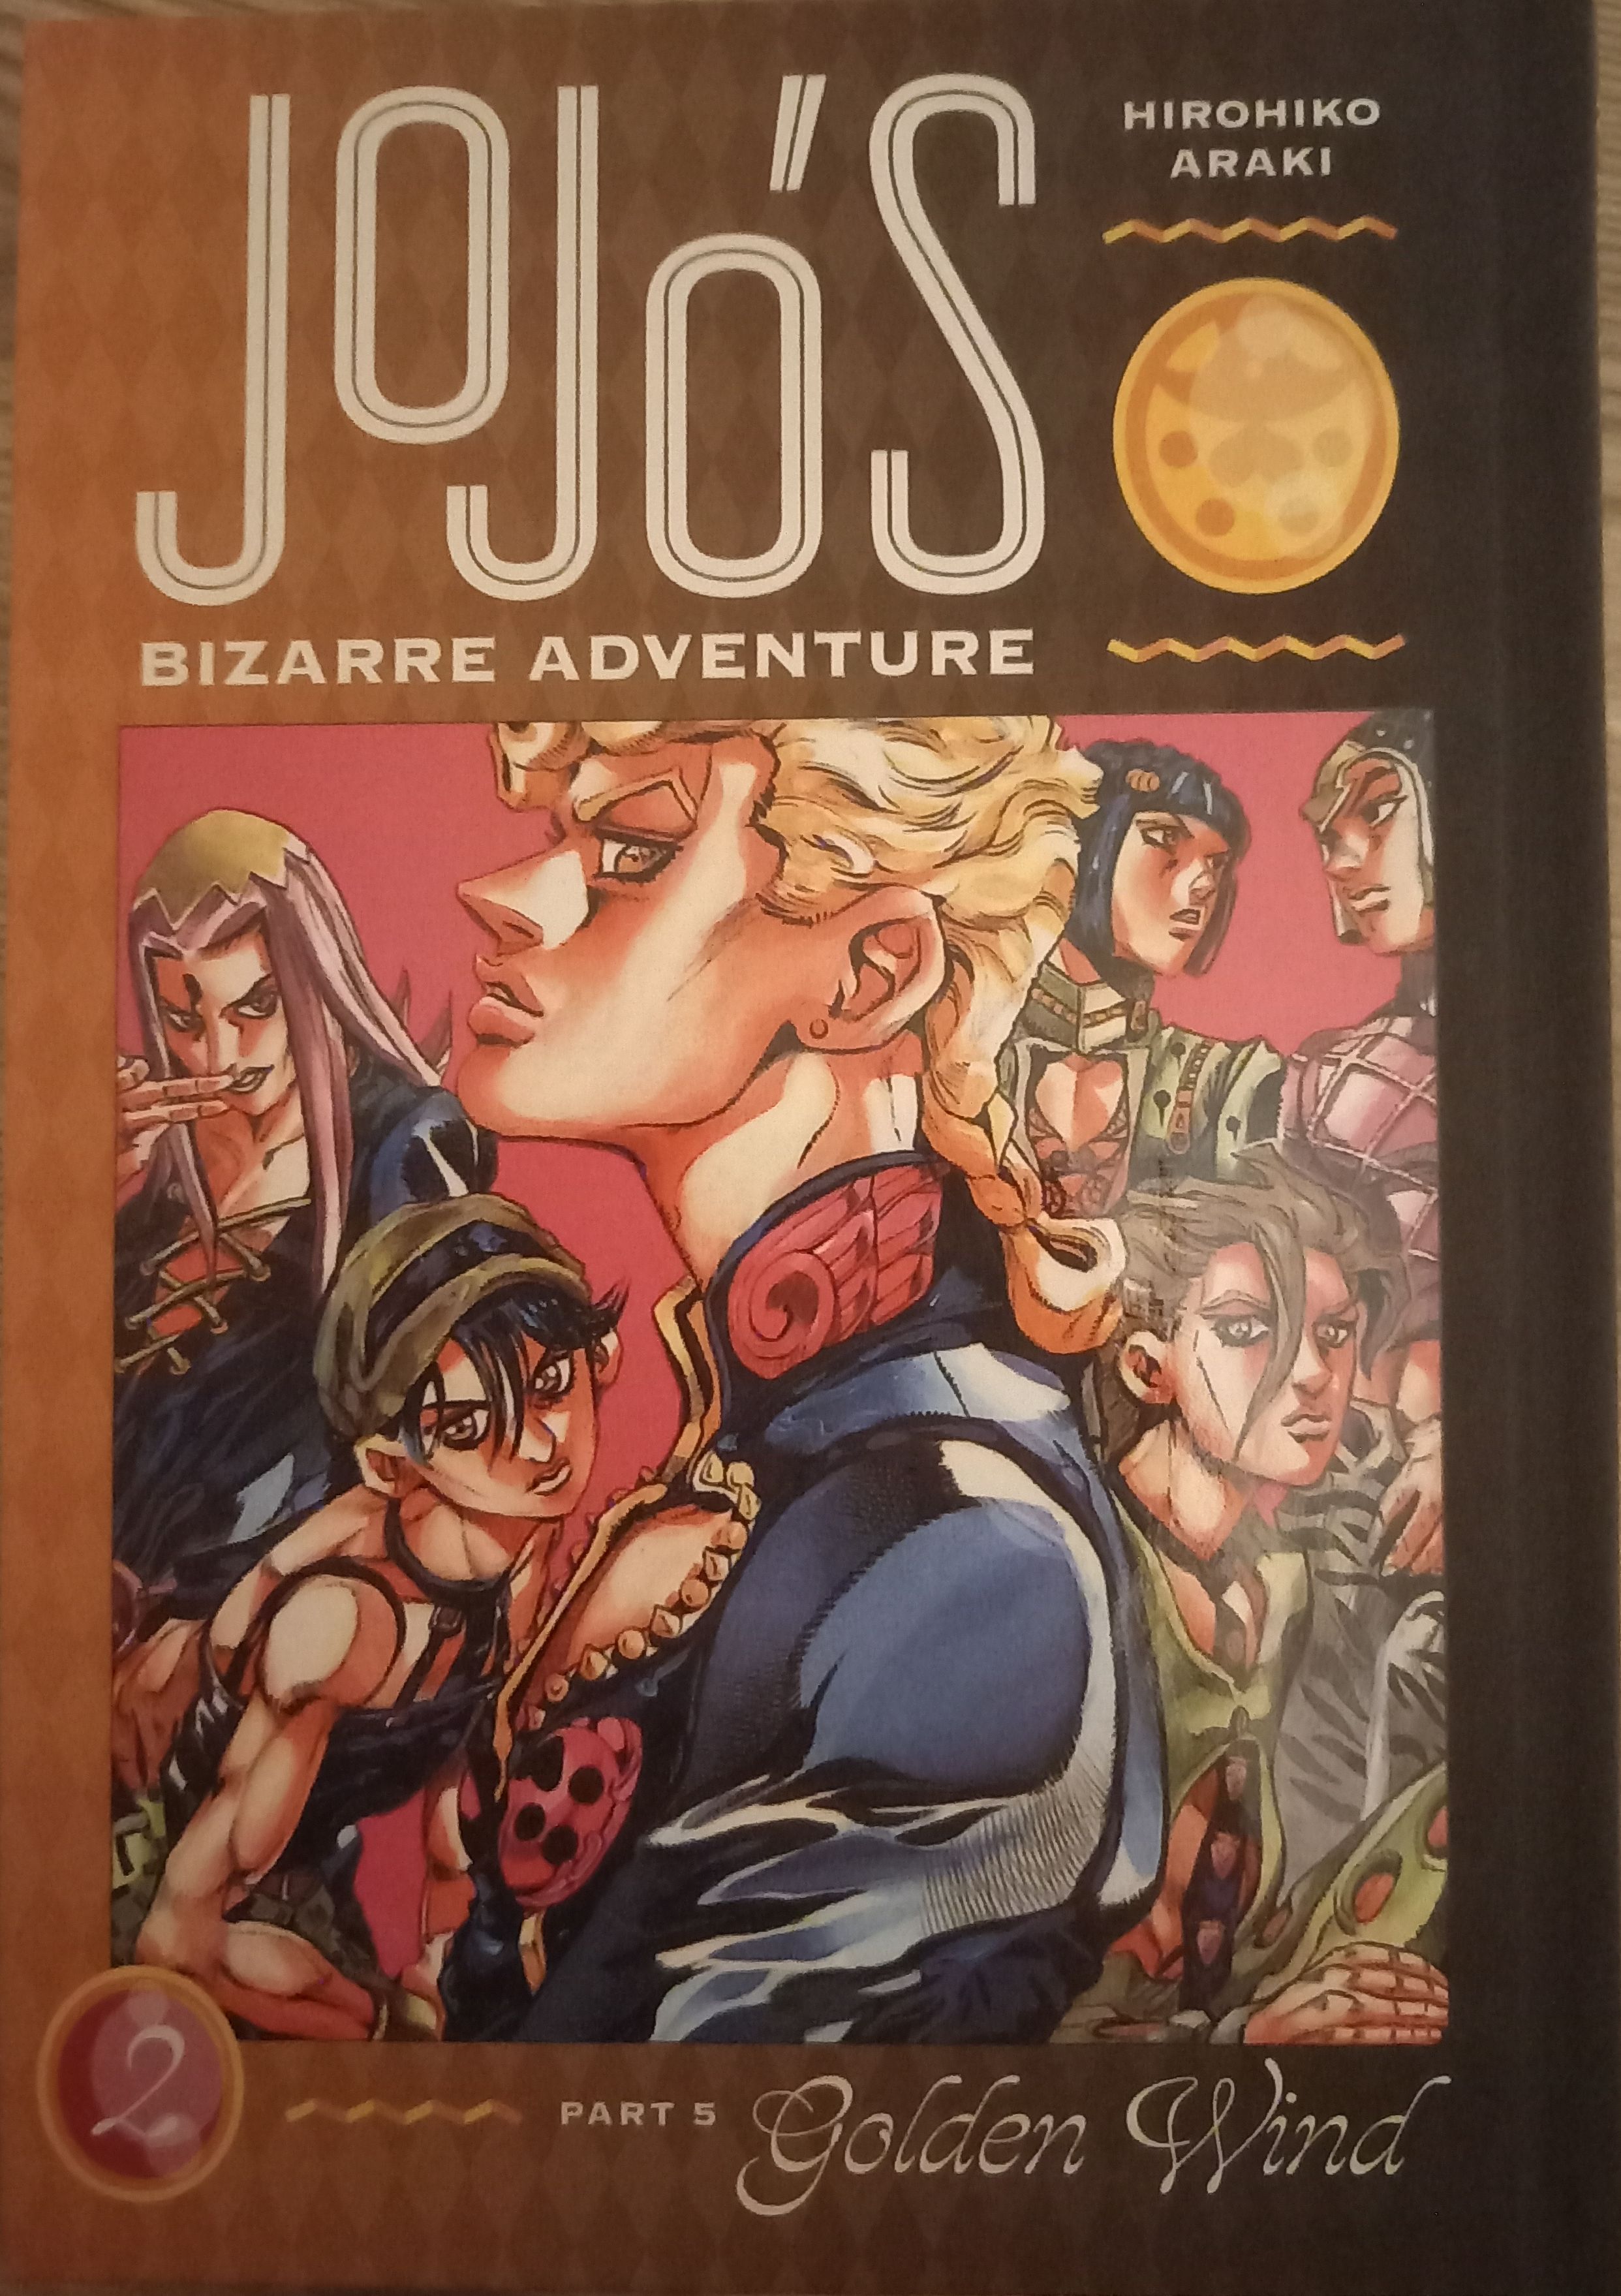 JoJo's
BIZARRE ADVENTURE
HIROHIKO
ARAKI
2
PART 5 Golden Wind